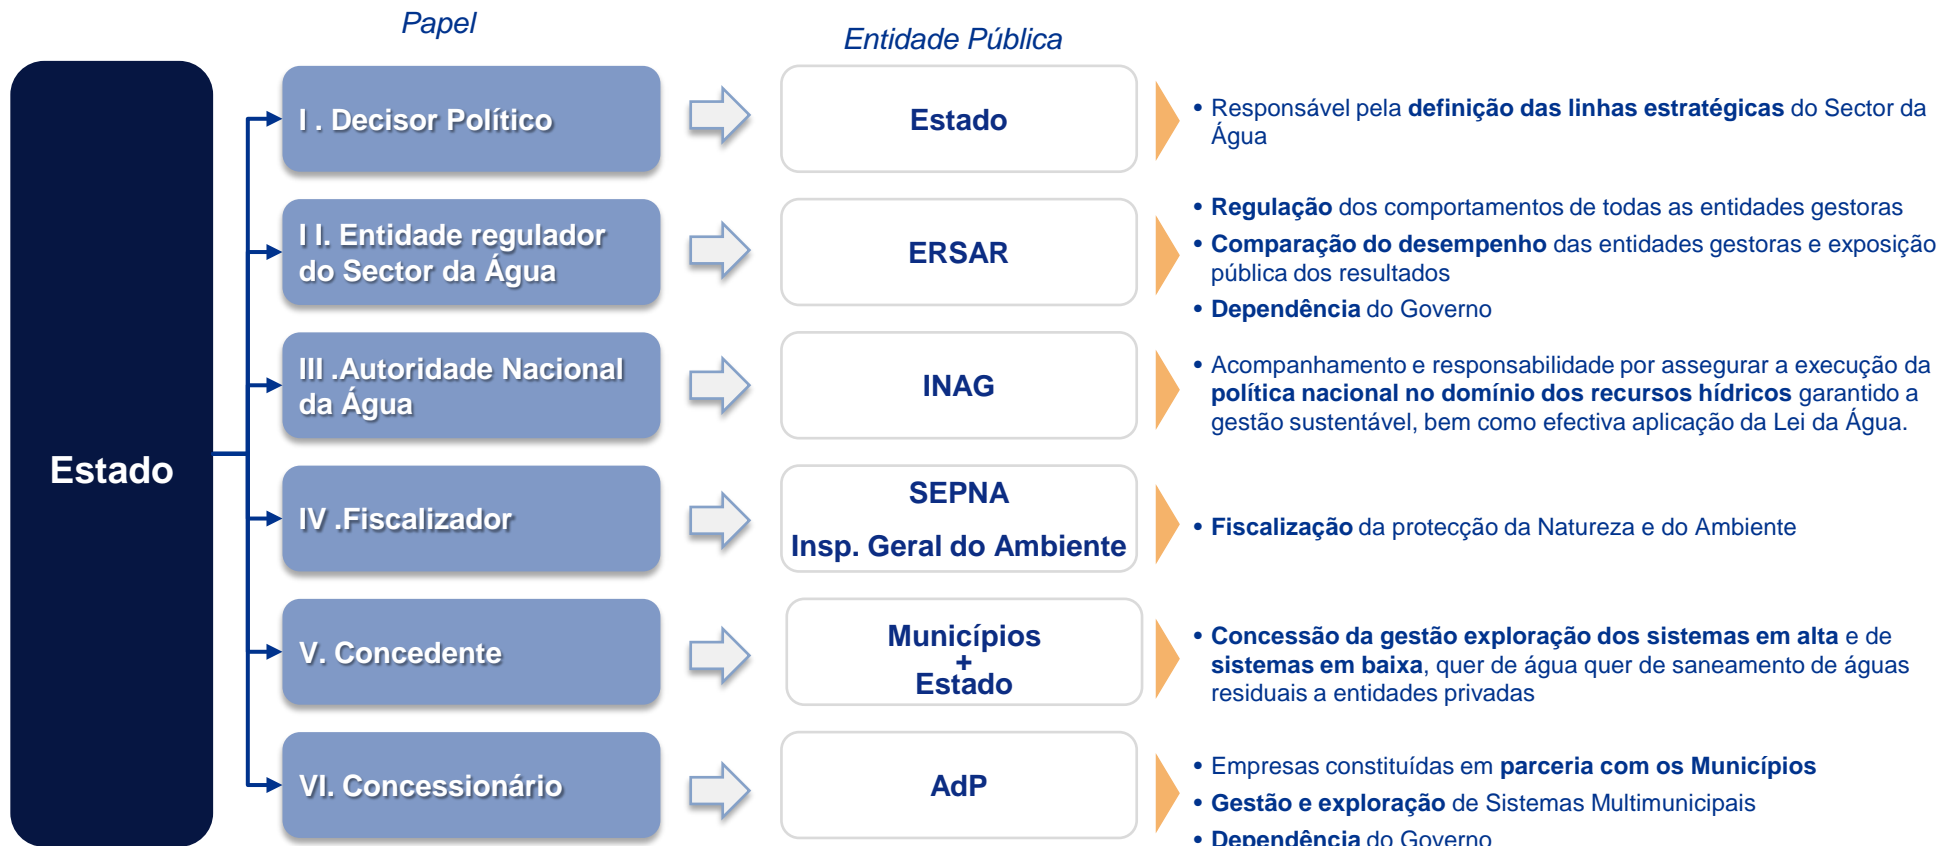 Papel
Entidade Pública
Estado
I . Decisor Político
Estado
• Responsável pela definição das linhas estratégicas do Sector da
Água
I I. Entidade regulador
do Sector da Água
ERSAR
• Regulação dos comportamentos de todas as entidades gestoras
• Comparação do desempenho das entidades gestoras e exposição
pública dos resultados
• Dependência do Governo
III .Autoridade Nacional
da Água
INAG
• Acompanhamento e responsabilidade por assegurar a execução da
política nacional no domínio dos recursos hídricos garantido a
gestão sustentável, bem como efectiva aplicação da Lei da Água.
IV .Fiscalizador
SEPNA
Insp. Geral do Ambiente
• Fiscalização da protecção da Natureza e do Ambiente
V. Concedente
Municípios
+
Estado
• Concessão da gestão exploração dos sistemas em alta e de
sistemas em baixa, quer de água quer de saneamento de águas
residuais a entidades privadas
VI. Concessionário
AdP
• Empresas constituídas em parceria com os Municípios
• Gestão e exploração de Sistemas Multimunicipais
• Dependência do Governo